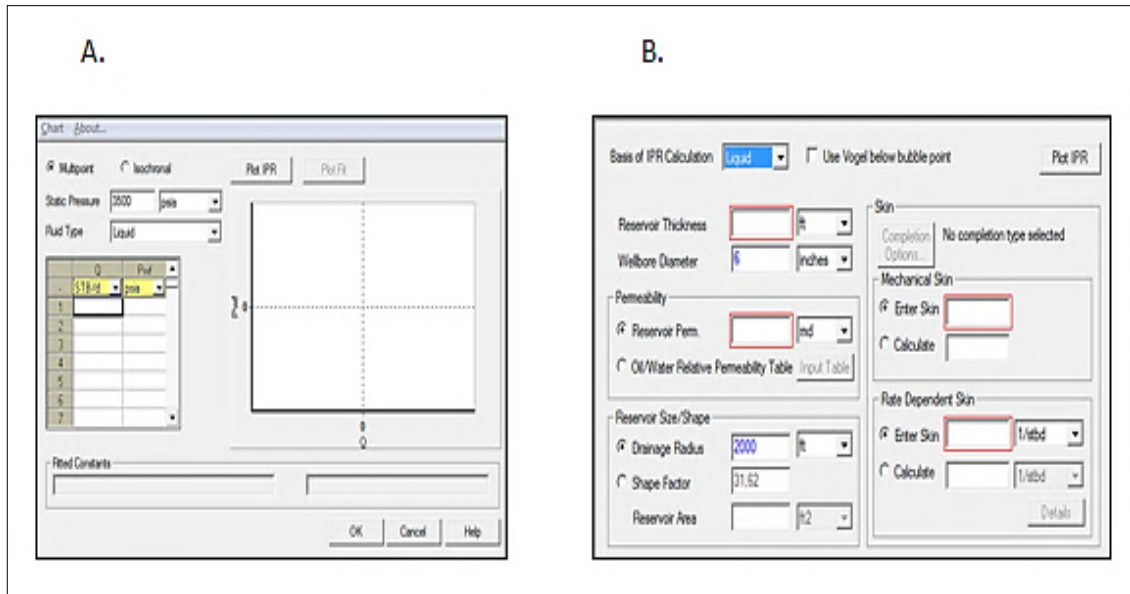 A.
B.
Chart About...
Multipoint Isochronal Plot IPR Plot Fit
Static Pressure 3500 psia
Fluid Type Liquid
Q Pwf
- STB/d psia
1
2
3
4
5
6
7
Pwf 0
0
Q
Fitted Constants
OK Cancel Help
Basis of IPR Calculation Liquid Use Vogel below bubble point Plot IPR
Reservoir Thickness ft
Wellbore Diameter 6 inches
Permeability
Reservoir Perm. md
Oil/Water Relative Permeability Table Input Table
Reservoir Size/Shape
Drainage Radius 2000 ft
Shape Factor 31,62
Reservoir Area ft2
Skin
Completion Options... No completion type selected
Mechanical Skin
Enter Skin
Calculate
Rate Dependent Skin
Enter Skin 1/stbd
Calculate 1/stbd
Details